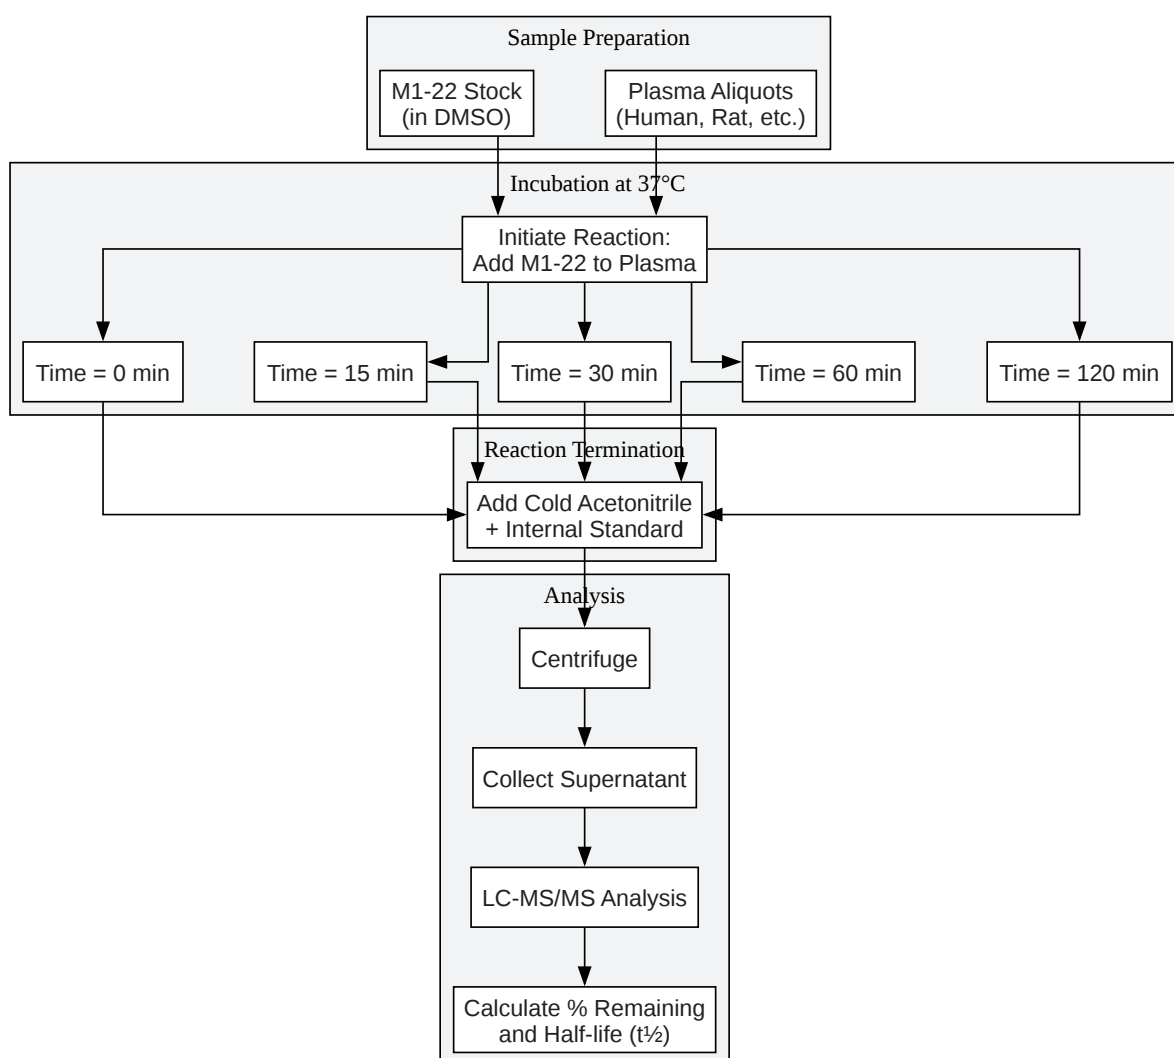 Sample Preparation
M1-22 Stock
(in DMSO)
Plasma Aliquots
(Human, Rat, etc.)
Incubation at 37°C
Initiate Reaction:
Add M1-22 to Plasma
Time = 0 min
Time = 15 min
Time = 30 min
Time = 60 min
Time = 120 min
Reaction Termination
Add Cold Acetonitrile
+ Internal Standard
Analysis
Centrifuge
Collect Supernatant
LC-MS/MS Analysis
Calculate % Remaining
and Half-life (t½)